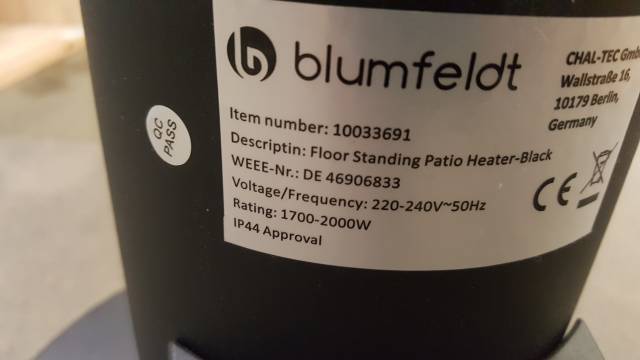 blumfeldt
CHAL-TEC GmbH
Wallstraße 16,
10179 Berlin,
Germany
Item number: 10033691
Descriptin: Floor Standing Patio Heater-Black
WEEE-Nr.: DE 46906833
Voltage/Frequency: 220-240V~50Hz
Rating: 1700-2000W
IP44 Approval
CE
QC
PASS